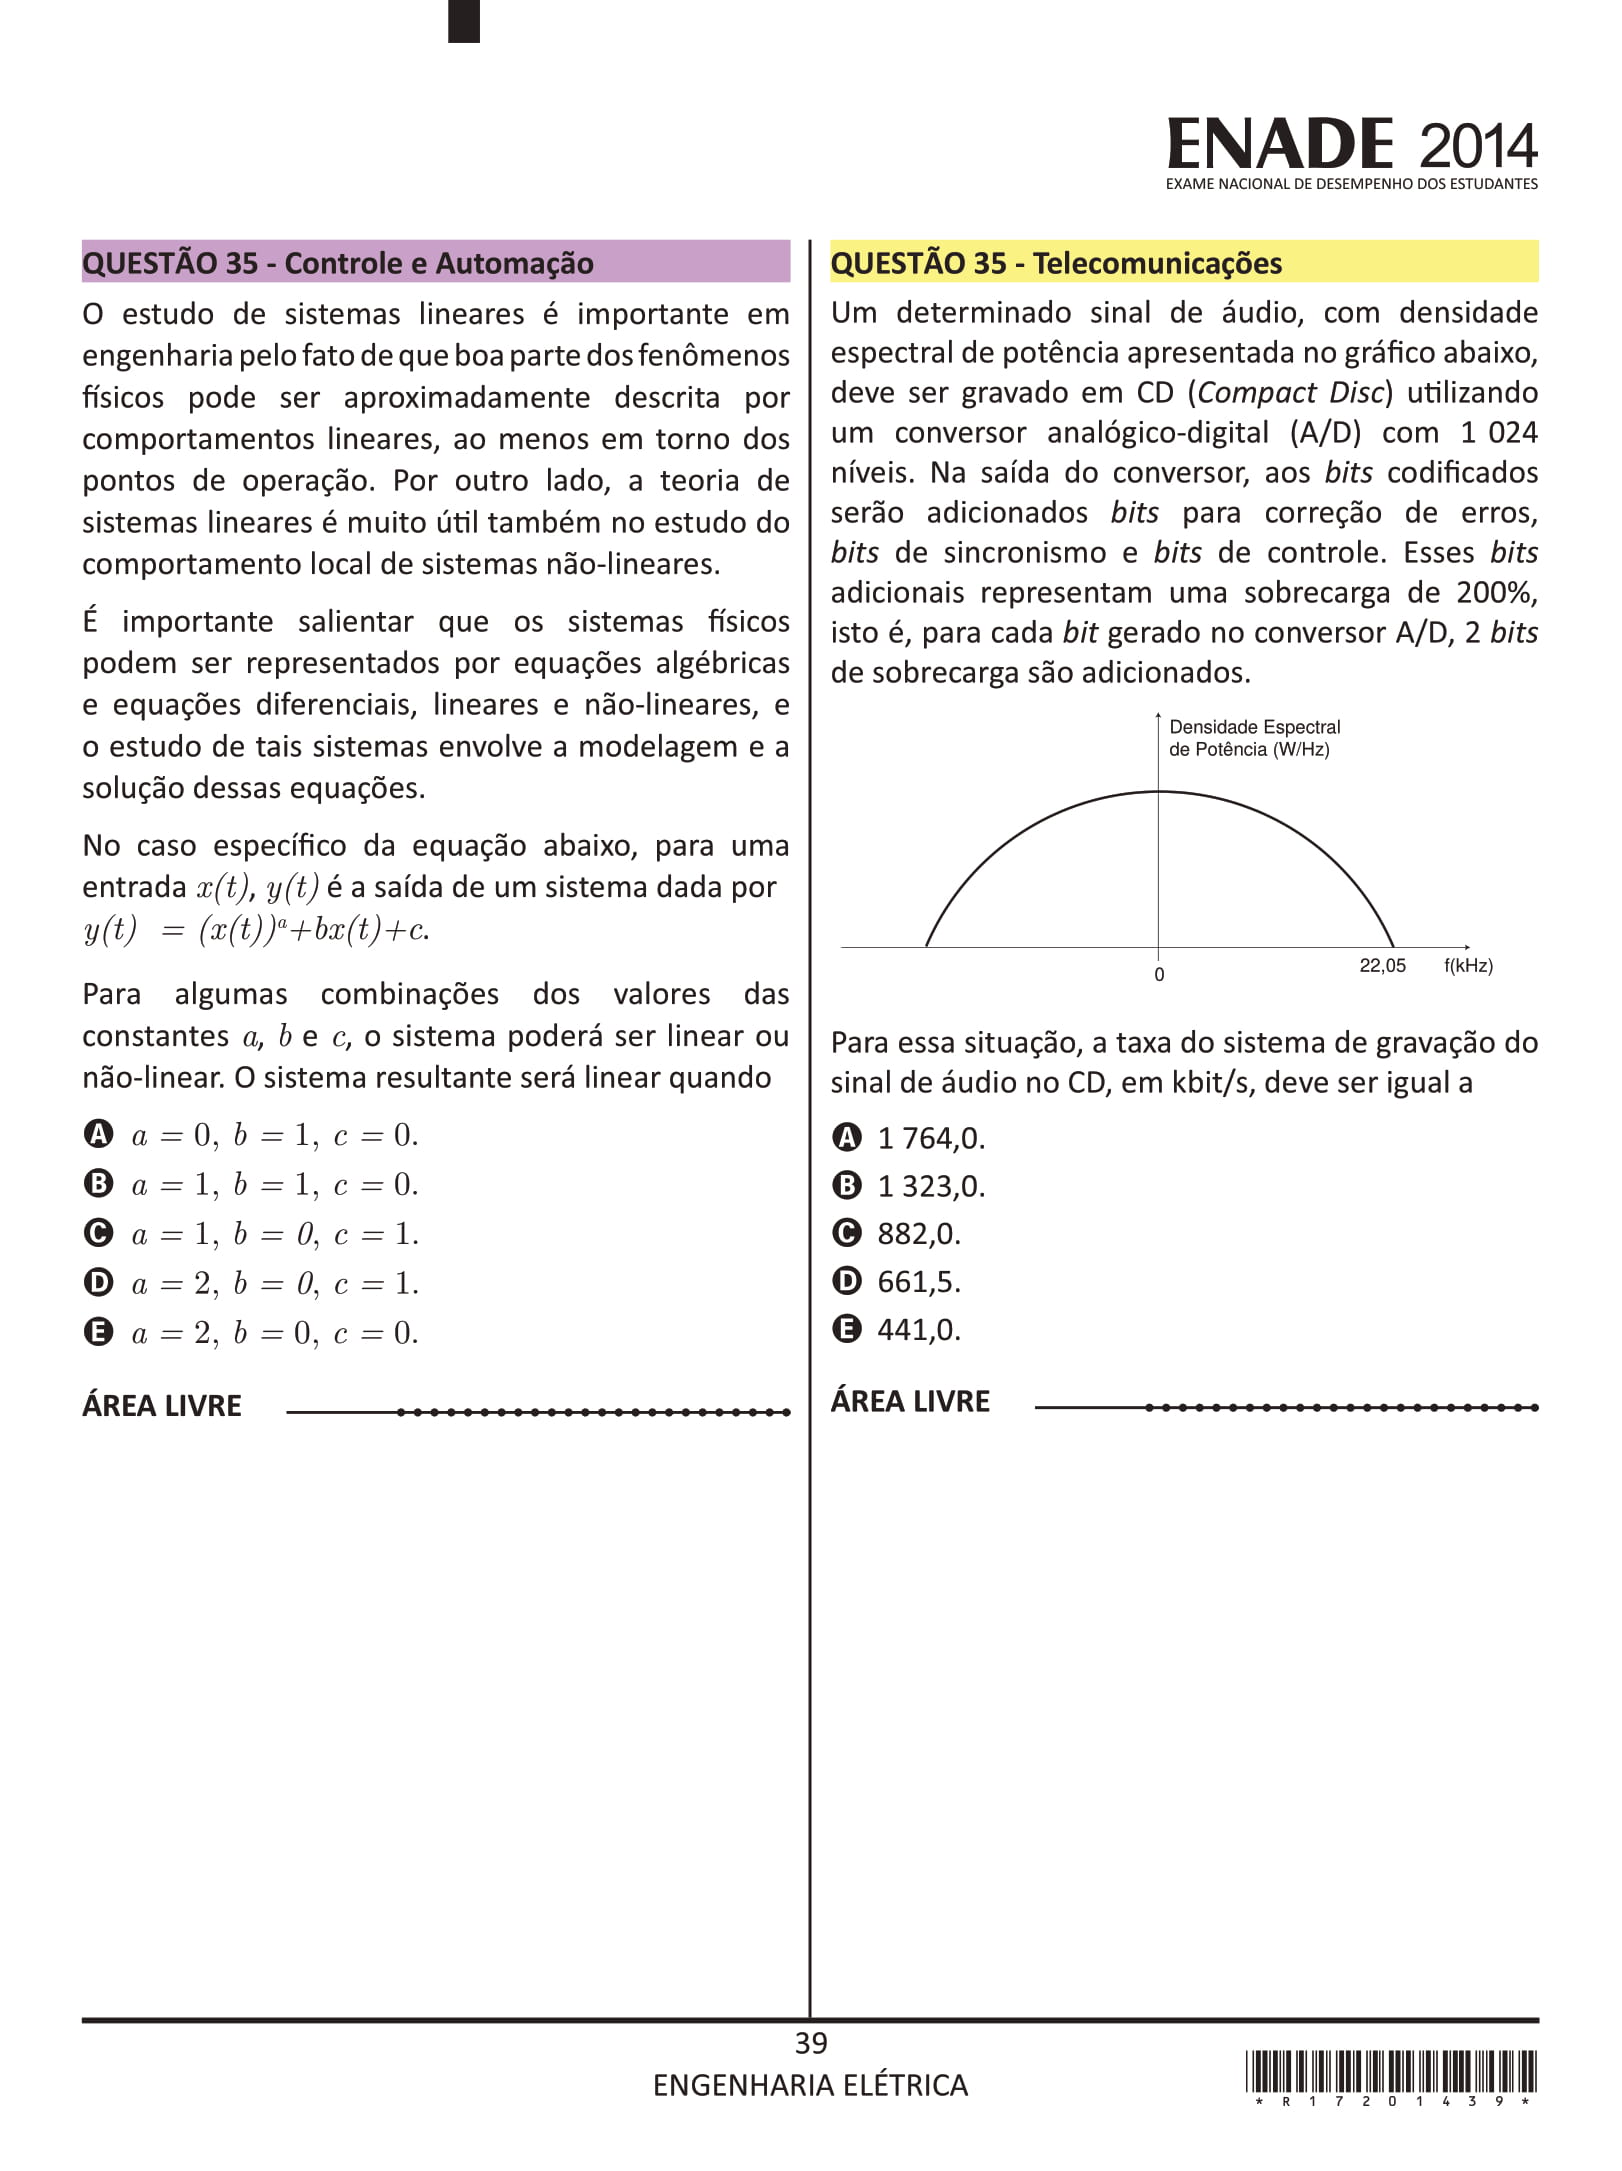 ENADE 2014
EXAME NACIONAL DE DESEMPENHO DOS ESTUDANTES
QUESTÃO 35 - Controle e Automação
O estudo de sistemas lineares é importante em
engenharia pelo fato de que boa parte dos fenômenos
físicos pode ser aproximadamente descrita por
comportamentos lineares, ao menos em torno dos
pontos de operação. Por outro lado, a teoria de
sistemas lineares é muito útil também no estudo do
comportamento local de sistemas não-lineares.
É importante salientar que os sistemas físicos
podem ser representados por equações algébricas
e equações diferenciais, lineares e não-lineares, e
o estudo de tais sistemas envolve a modelagem e a
solução dessas equações.
No caso específico da equação abaixo, para uma
entrada x(t), y(t) é a saída de um sistema dada por
y(t) = (x(t))ᵃ+bx(t)+c.
Para algumas combinações dos valores das
constantes a, b e c, o sistema poderá ser linear ou
não-linear. O sistema resultante será linear quando
A a = 0, b = 1, c = 0.
B a = 1, b = 1, c = 0.
C a = 1, b = 0, c = 1.
D a = 2, b = 0, c = 1.
E a = 2, b = 0, c = 0.
ÁREA LIVRE
QUESTÃO 35 - Telecomunicações
Um determinado sinal de áudio, com densidade
espectral de potência apresentada no gráfico abaixo,
deve ser gravado em CD (Compact Disc) utilizando
um conversor analógico-digital (A/D) com 1 024
níveis. Na saída do conversor, aos bits codificados
serão adicionados bits para correção de erros,
bits de sincronismo e bits de controle. Esses bits
adicionais representam uma sobrecarga de 200%,
isto é, para cada bit gerado no conversor A/D, 2 bits
de sobrecarga são adicionados.
Densidade Espectral
de Potência (W/Hz)
0
22,05
f(kHz)
Para essa situação, a taxa do sistema de gravação do
sinal de áudio no CD, em kbit/s, deve ser igual a
A 1 764,0.
B 1 323,0.
C 882,0.
D 661,5.
E 441,0.
ÁREA LIVRE
39
ENGENHARIA ELÉTRICA
* R 1 7 2 0 1 4 3 9 *